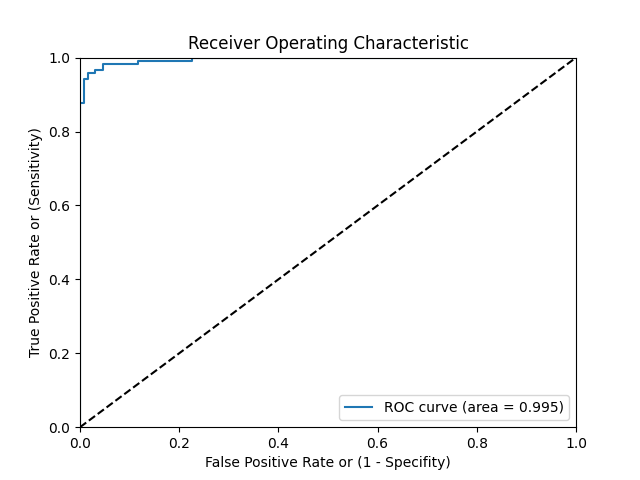 Receiver Operating Characteristic
1.0
0.8
0.6
0.4
0.2
0.0
True Positive Rate or (Sensitivity)
ROC curve (area = 0.995)
0.0 0.2 0.4 0.6 0.8 1.0
False Positive Rate or (1 - Specifity)